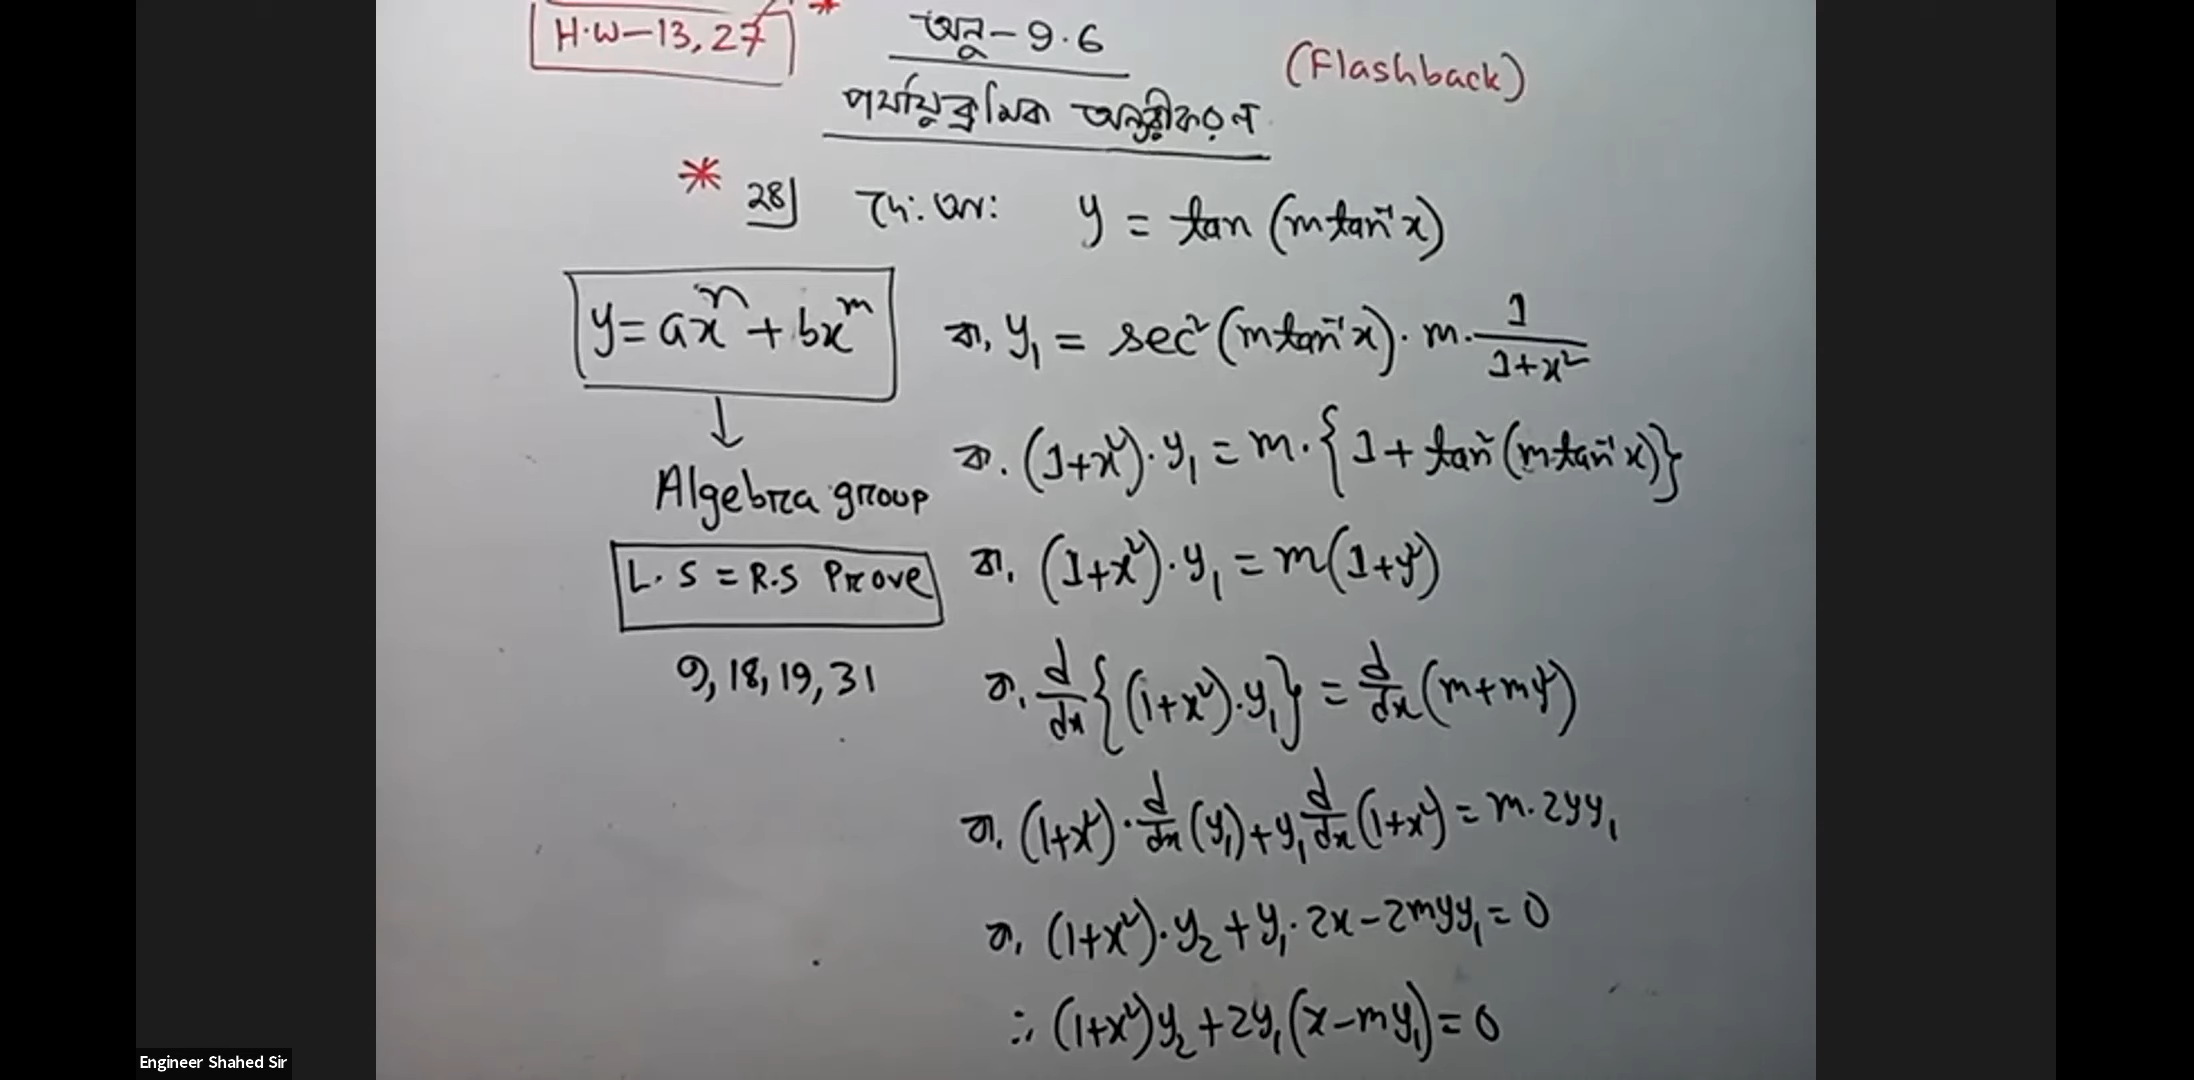 H.W-13, 27
অনু-9.6
(Flashback)
পর্যায়ক্রমিক অন্তরীকরণ
* 28] দে: অা: y = tan (m tan⁻¹x)
y = axⁿ + bxᵐ
বা, y₁ = sec² (m tan⁻¹x) · m · 1/(1+x²)
বা, (1+x²)·y₁ = m·{1 + tan² (m tan⁻¹x)}
Algebra group
L.S = R.S Prove
বা, (1+x²)·y₁ = m(1+y²)
9, 18, 19, 31
বা, d/dx {(1+x²)·y₁} = d/dx (m+my²)
বা, (1+x²)·d/dx (y₁) + y₁ d/dx (1+x²) = m·2yy₁
বা, (1+x²)·y₂ + y₁·2x - 2myy₁ = 0
∴ (1+x²)y₂ + 2y₁(x-my₁) = 0
Engineer Shahed Sir